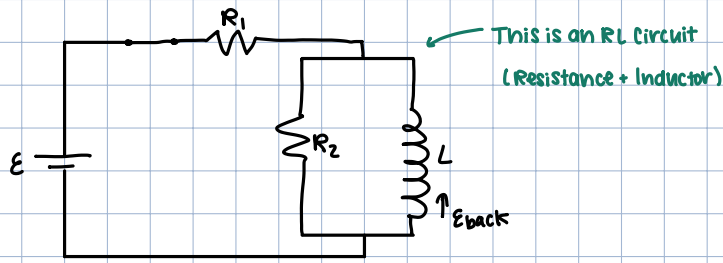 R₁
This is an RL Circuit
(Resistance + Inductor)
ε
R₂
L
↑ εback